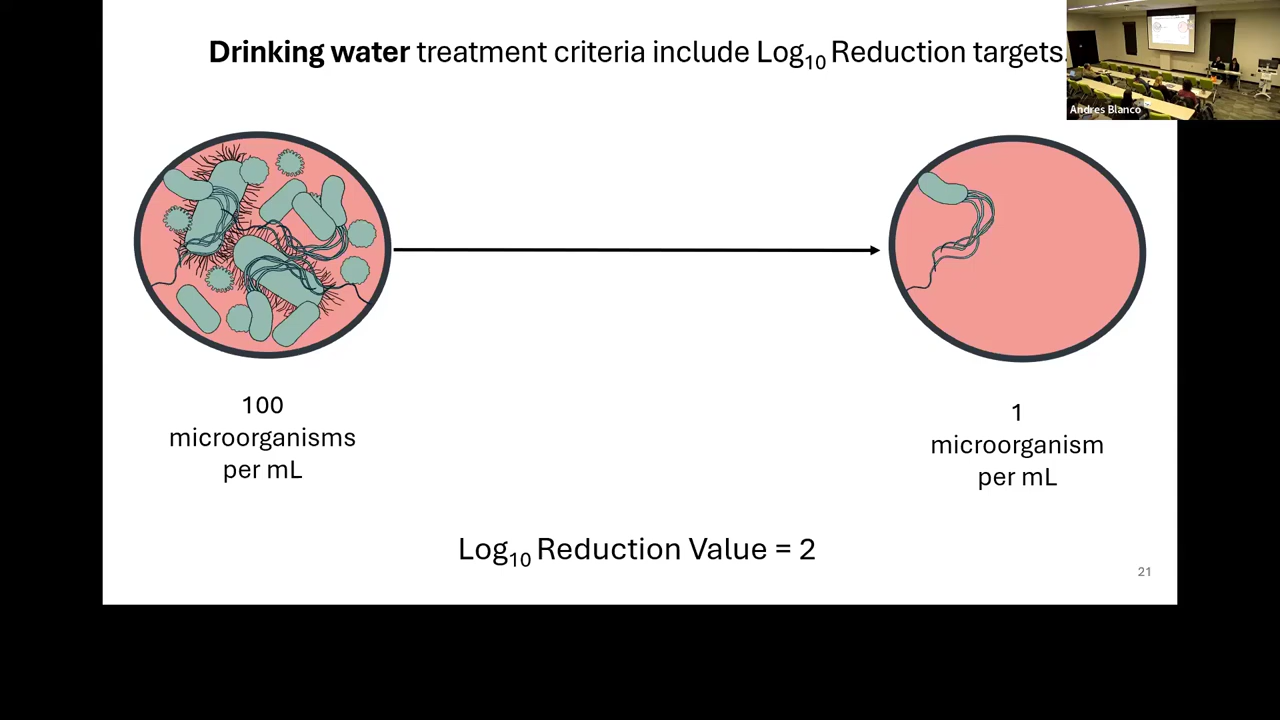 Drinking water treatment criteria include Log10 Reduction targets.
Andres Blanco
100
microorganisms
per mL
1
microorganism
per mL
Log10 Reduction Value = 2
21